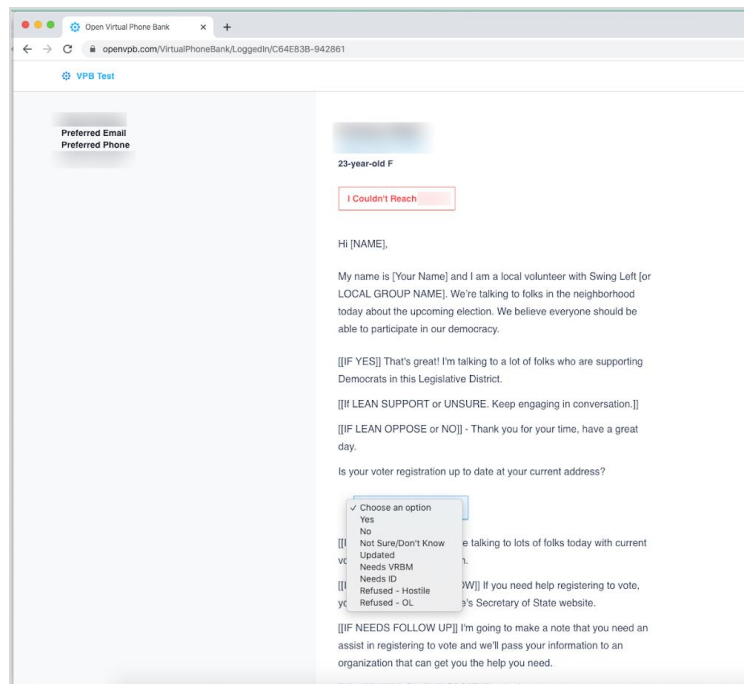 Open Virtual Phone Bank
openvpb.com/VirtualPhoneBank/LoggedIn/C64E83B-942861
VPB Test
Preferred Email
Preferred Phone
23-year-old F
I Couldn't Reach
Hi [NAME],
My name is [Your Name] and I am a local volunteer with Swing Left [or
LOCAL GROUP NAME]. We're talking to folks in the neighborhood
today about the upcoming election. We believe everyone should be
able to participate in our democracy.
[[IF YES]] That's great! I'm talking to a lot of folks who are supporting
Democrats in this Legislative District.
[[If LEAN SUPPORT or UNSURE. Keep engaging in conversation.]]
[[IF LEAN OPPOSE or NO]] - Thank you for your time, have a great
day.
Is your voter registration up to date at your current address?
✓ Choose an option
Yes
No
Not Sure/Don't Know
Updated
Needs VRBM
Needs ID
Refused - Hostile
Refused - OL
talking to lots of folks today with current
OW]] If you need help registering to vote,
e's Secretary of State website.
[[IF NEEDS FOLLOW UP]] I'm going to make a note that you need an
assist in registering to vote and we'll pass your information to an
organization that can get you the help you need.